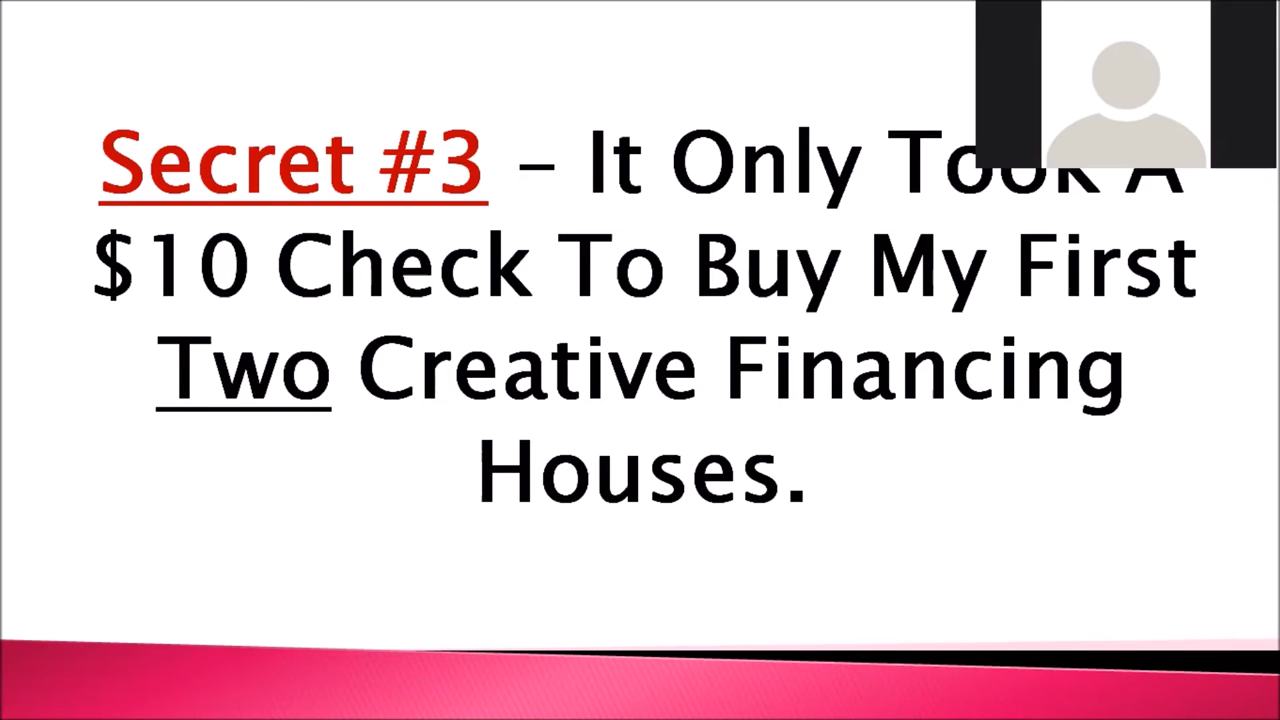 Secret #3 - It Only Took A
$10 Check To Buy My First
Two Creative Financing
Houses.